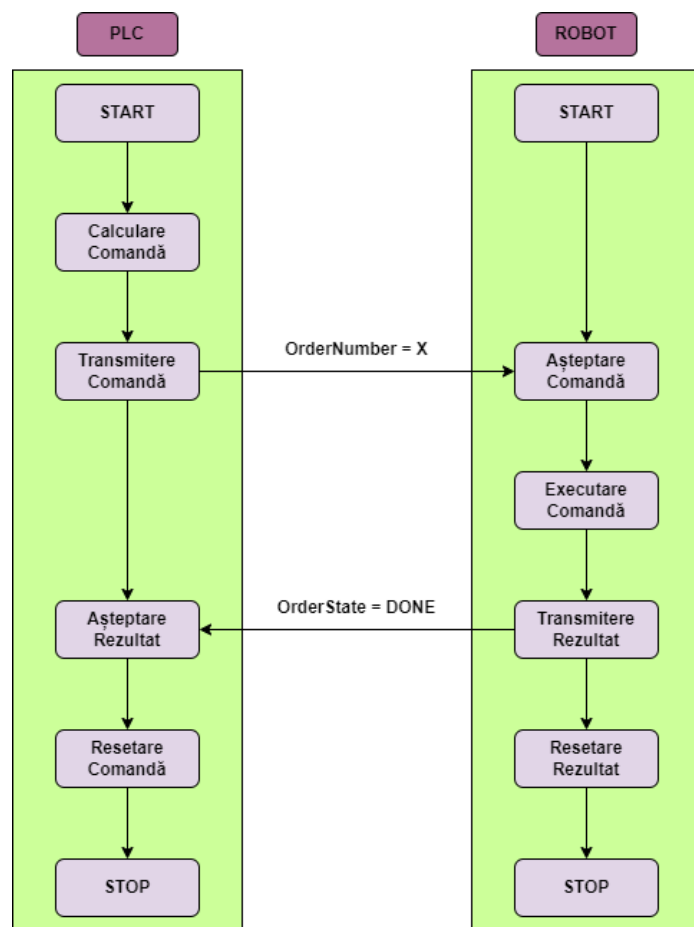 PLC
ROBOT
START
START
Calculare
Comandă
Transmitere
Comandă
OrderNumber = X
Așteptare
Comandă
Executare
Comandă
Așteptare
Rezultat
OrderState = DONE
Transmitere
Rezultat
Resetare
Comandă
Resetare
Rezultat
STOP
STOP